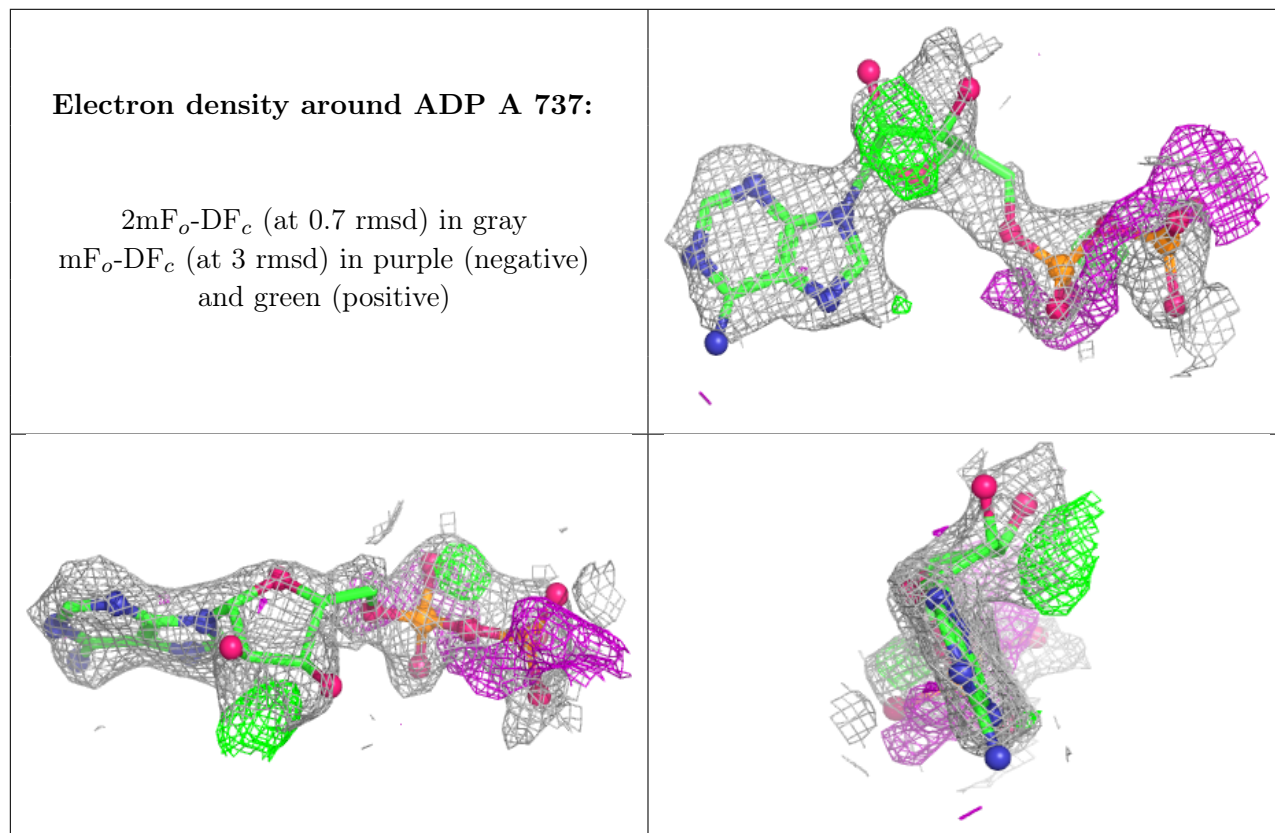 Electron density around ADP A 737:
2mFo-DFc (at 0.7 rmsd) in gray
mFo-DFc (at 3 rmsd) in purple (negative)
and green (positive)